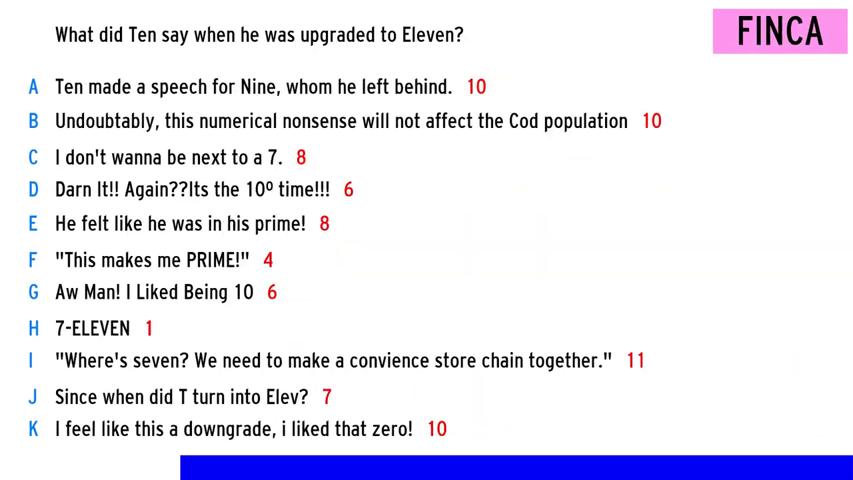 What did Ten say when he was upgraded to Eleven?
FINCA
A Ten made a speech for Nine, whom he left behind. 10
B Undoubtably, this numerical nonsense will not affect the Cod population 10
C I don't wanna be next to a 7. 8
D Darn It!! Again??Its the 10º time!!! 6
E He felt like he was in his prime! 8
F "This makes me PRIME!" 4
G Aw Man! I Liked Being 10 6
H 7-ELEVEN 1
I "Where's seven? We need to make a convience store chain together." 11
J Since when did T turn into Elev? 7
K I feel like this a downgrade, i liked that zero! 10